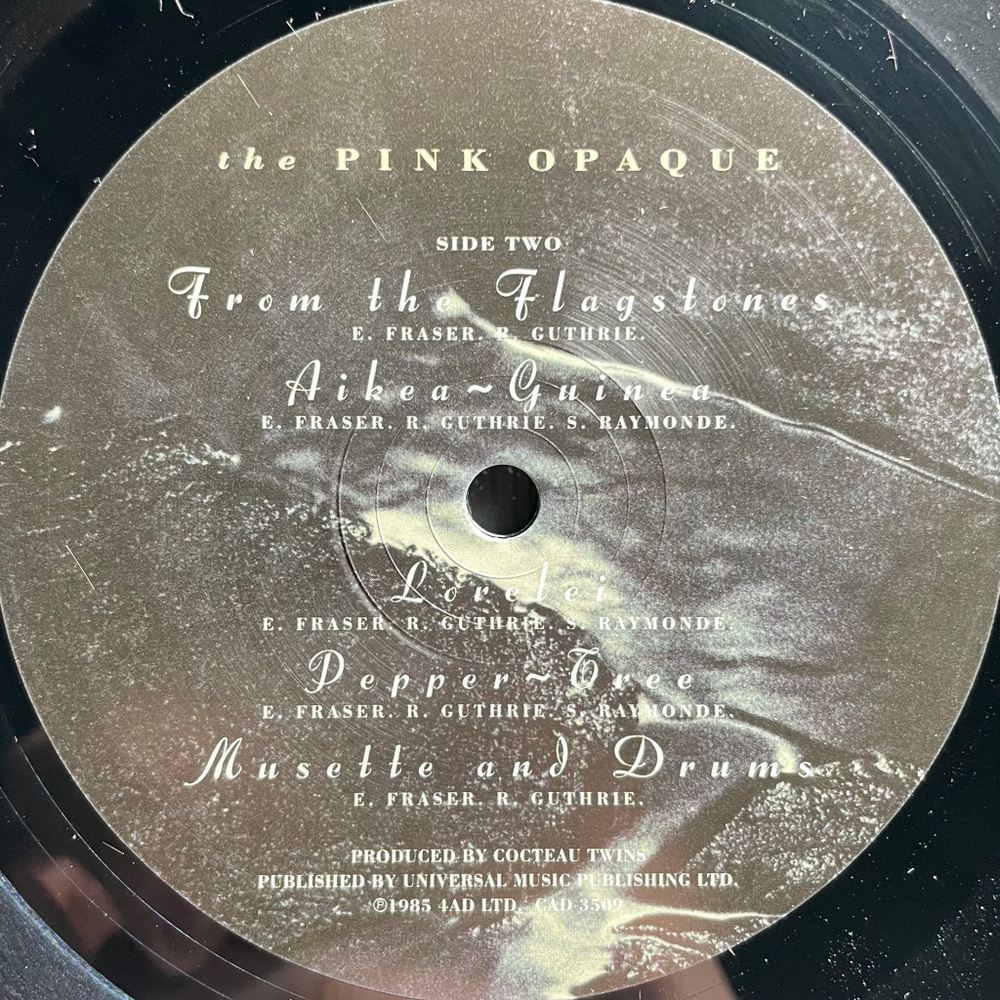 the PINK OPAQUE
SIDE TWO
From the Flagstones
E. FRASER. R. GUTHRIE.
Aikea~Guinea
E. FRASER. R. GUTHRIE. S. RAYMONDE.
Lorelei
E. FRASER. R. GUTHRIE. S. RAYMONDE.
Pepper~Tree
E. FRASER. R. GUTHRIE. S. RAYMONDE.
Musette and Drums
E. FRASER. R. GUTHRIE.
PRODUCED BY COCTEAU TWINS
PUBLISHED BY UNIVERSAL MUSIC PUBLISHING LTD.
℗1985 4AD LTD. CAD 3509